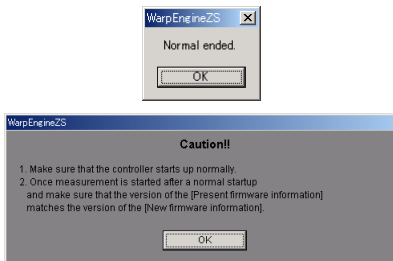 WarpEngineZS
Normal ended.
OK
WarpEngineZS
Caution!!
1. Make sure that the controller starts up normally.
2. Once measurement is started after a normal startup
and make sure that the version of the [Present firmware information]
matches the version of the [New firmware information].
OK